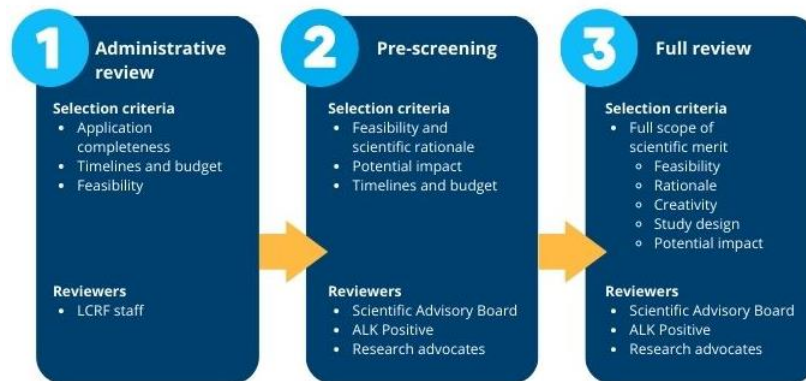 1
Administrative
review
Selection criteria
• Application
completeness
• Timelines and budget
• Feasibility
Reviewers
• LCRF staff
2
Pre-screening
Selection criteria
• Feasibility and
scientific rationale
• Potential impact
• Timelines and budget
Reviewers
• Scientific Advisory Board
• ALK Positive
• Research advocates
3
Full review
Selection criteria
• Full scope of
scientific merit
○ Feasibility
○ Rationale
○ Creativity
○ Study design
○ Potential impact
Reviewers
• Scientific Advisory Board
• ALK Positive
• Research advocates